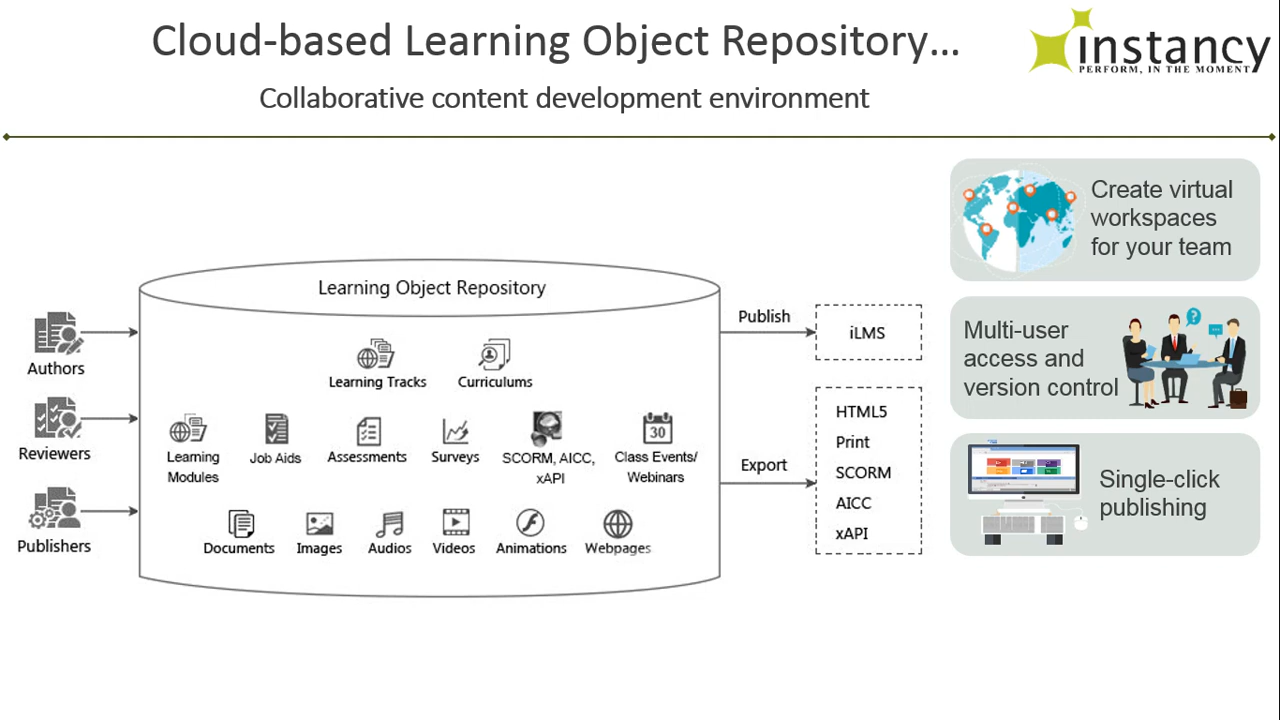 Cloud-based Learning Object Repository...
instancy
PERFORM, IN THE MOMENT
Collaborative content development environment
Learning Object Repository
Authors
Reviewers
Publishers
Learning Tracks
Curriculums
Learning
Modules
Job Aids
Assessments
Surveys
SCORM, AICC,
xAPI
30
Class Events/
Webinars
Documents
Images
Audios
Videos
Animations
Webpages
Publish
iLMS
Export
HTML5
Print
SCORM
AICC
xAPI
Create virtual
workspaces
for your team
Multi-user
access and
version control
?
Single-click
publishing